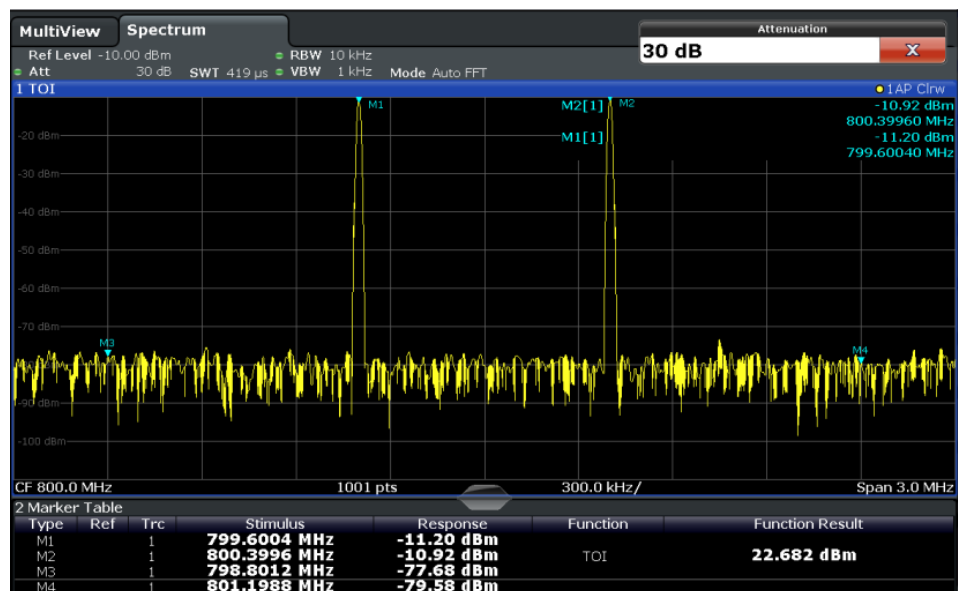 MultiView Spectrum
Attenuation
30 dB X
Ref Level -10.00 dBm RBW 10 kHz
Att 30 dB SWT 419 µs VBW 1 kHz Mode Auto FFT
1 TOI 1AP Clrw
M1 M2[1] M2 -10.92 dBm
800.39960 MHz
-20 dBm M1[1] -11.20 dBm
799.60040 MHz
-30 dBm
-40 dBm
-50 dBm
-60 dBm
-70 dBm
M3 M4
-90 dBm
-100 dBm
CF 800.0 MHz 1001 pts 300.0 kHz/ Span 3.0 MHz
2 Marker Table
Type Ref Trc Stimulus Response Function Function Result
M1 1 799.6004 MHz -11.20 dBm
M2 1 800.3996 MHz -10.92 dBm TOI 22.682 dBm
M3 1 798.8012 MHz -77.68 dBm
M4 1 801.1988 MHz -79.58 dBm